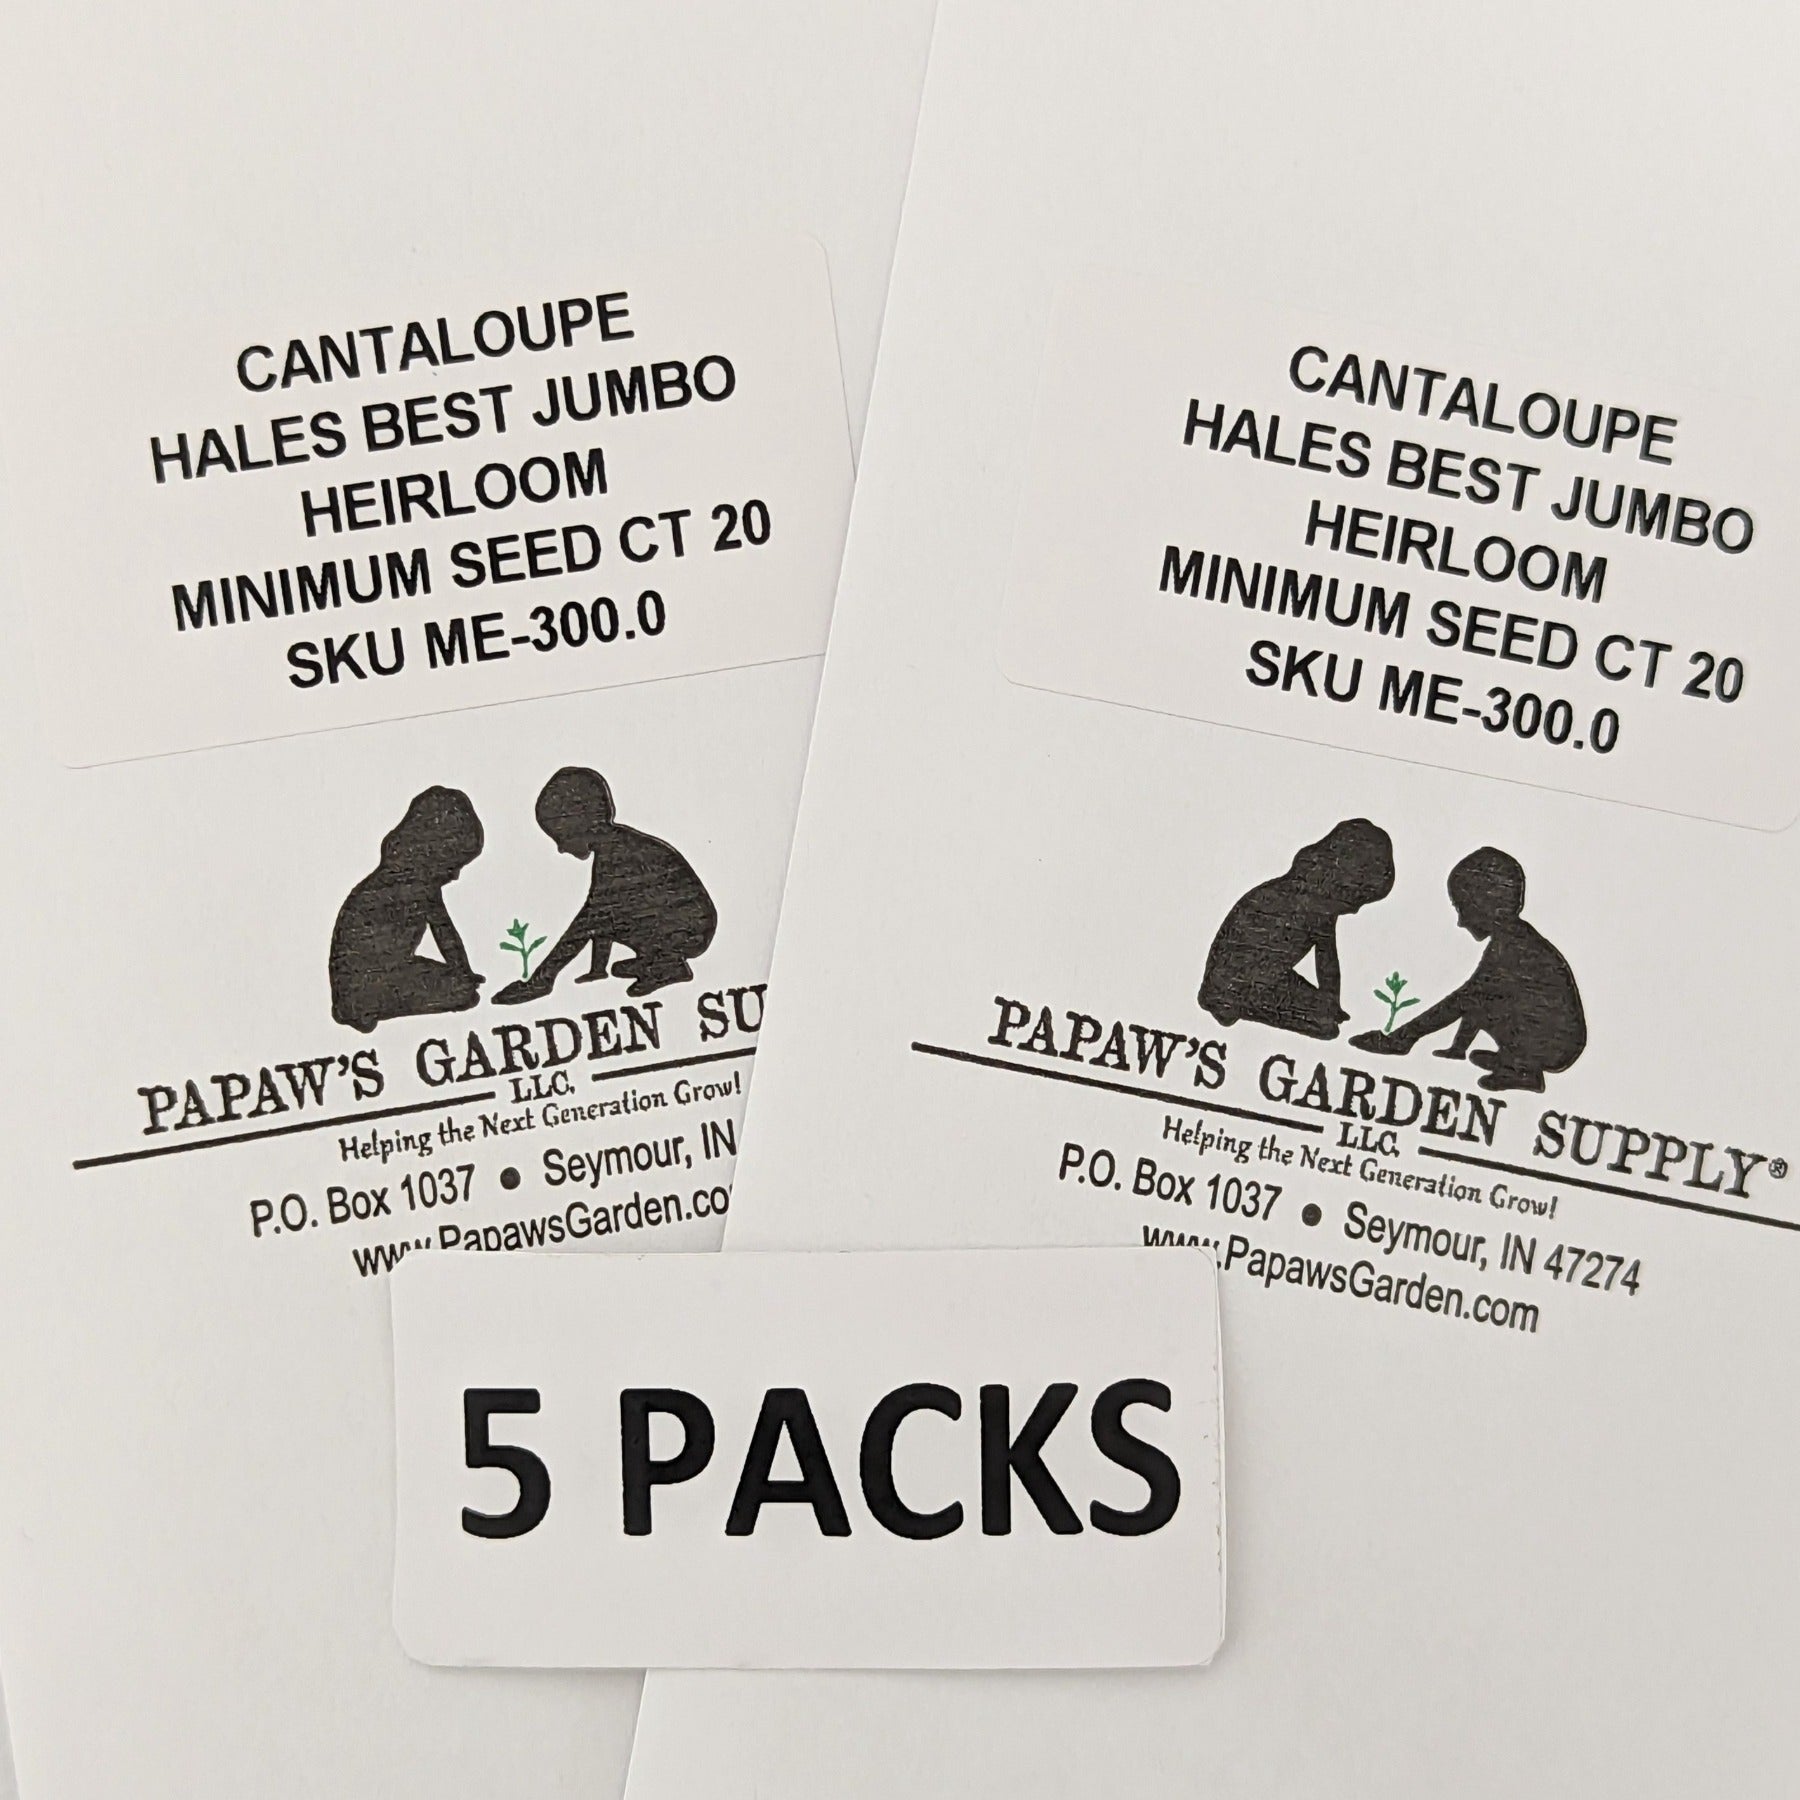 CANTALOUPE
HALES BEST JUMBO
HEIRLOOM
MINIMUM SEED CT 20
SKU ME-300.0
PAPAW'S GARDEN SU
LLC.
Helping the Next Generation Grow!
P.O. Box 1037 • Seymour, IN
www.PapawsGarden.co
CANTALOUPE
HALES BEST JUMBO
HEIRLOOM
MINIMUM SEED CT 20
SKU ME-300.0
PAPAW'S GARDEN SUPPLY®
LLC.
Helping the Next Generation Grow!
P.O. Box 1037 • Seymour, IN 47274
www.PapawsGarden.com
5 PACKS